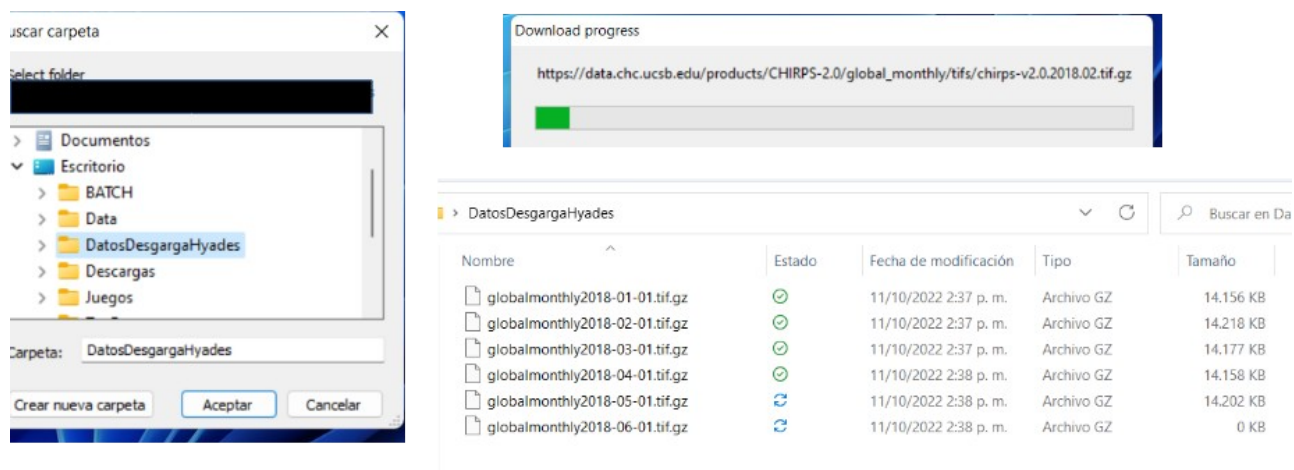 uscar carpeta
Select folder
Documentos
Escritorio
BATCH
Data
DatosDesgargaHyades
Descargas
Juegos
Carpeta: DatosDesgargaHyades
Crear nueva carpeta Aceptar Cancelar
Download progress
https://data.chc.ucsb.edu/products/CHIRPS-2.0/global_monthly/tifs/chirps-v2.0.2018.02.tif.gz
DatosDesgargaHyades Buscar en Da
Nombre Estado Fecha de modificación Tipo Tamaño
globalmonthly2018-01-01.tif.gz 11/10/2022 2:37 p. m. Archivo GZ 14.156 KB
globalmonthly2018-02-01.tif.gz 11/10/2022 2:37 p. m. Archivo GZ 14.218 KB
globalmonthly2018-03-01.tif.gz 11/10/2022 2:37 p. m. Archivo GZ 14.177 KB
globalmonthly2018-04-01.tif.gz 11/10/2022 2:38 p. m. Archivo GZ 14.158 KB
globalmonthly2018-05-01.tif.gz 11/10/2022 2:38 p. m. Archivo GZ 14.202 KB
globalmonthly2018-06-01.tif.gz 11/10/2022 2:38 p. m. Archivo GZ 0 KB